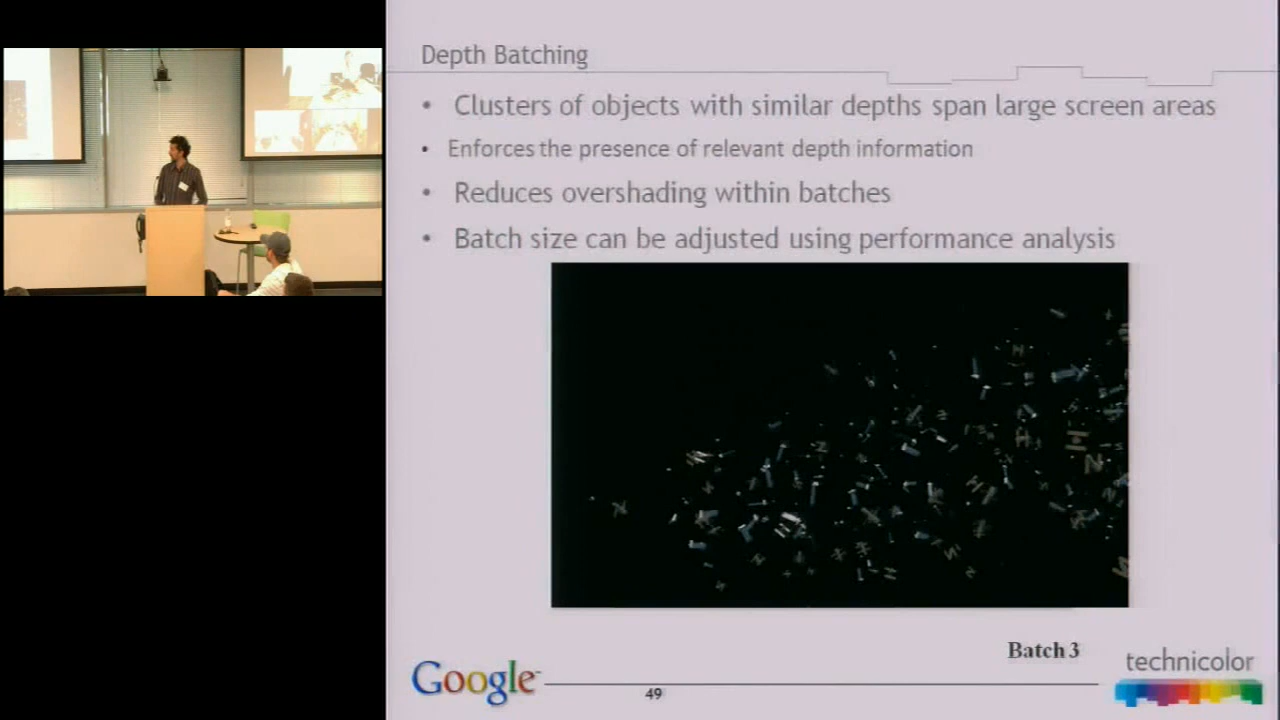 Depth Batching
• Clusters of objects with similar depths span large screen areas
• Enforces the presence of relevant depth information
• Reduces overshading within batches
• Batch size can be adjusted using performance analysis
Batch 3
Google
49
technicolor